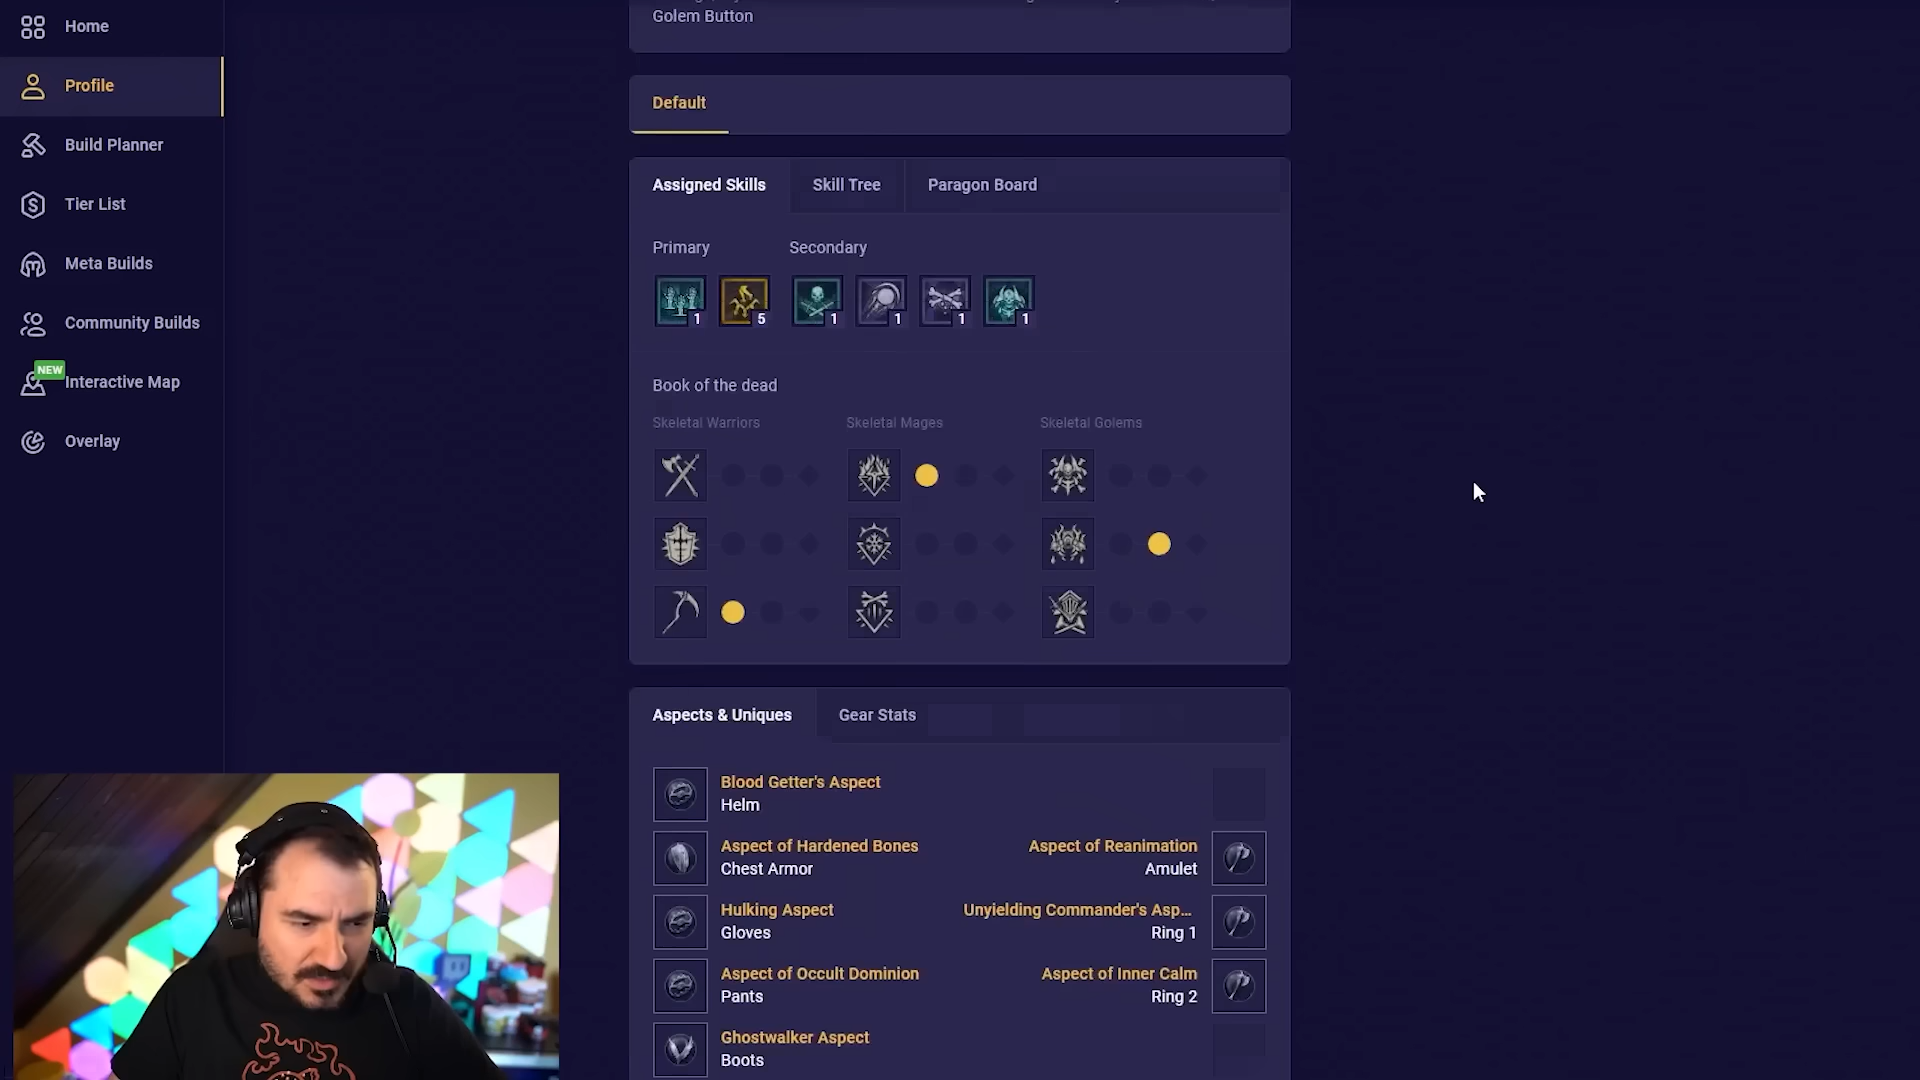 Home
Profile
Build Planner
Tier List
Meta Builds
Community Builds
NEW
Interactive Map
Overlay
Golem Button
Default
Assigned Skills
Skill Tree
Paragon Board
Primary
Secondary
1
5
1
1
1
1
Book of the dead
Skeletal Warriors
Skeletal Mages
Skeletal Golems
Aspects & Uniques
Gear Stats
Blood Getter's Aspect
Helm
Aspect of Hardened Bones
Chest Armor
Aspect of Reanimation
Amulet
Hulking Aspect
Gloves
Unyielding Commander's Asp...
Ring 1
Aspect of Occult Dominion
Pants
Aspect of Inner Calm
Ring 2
Ghostwalker Aspect
Boots